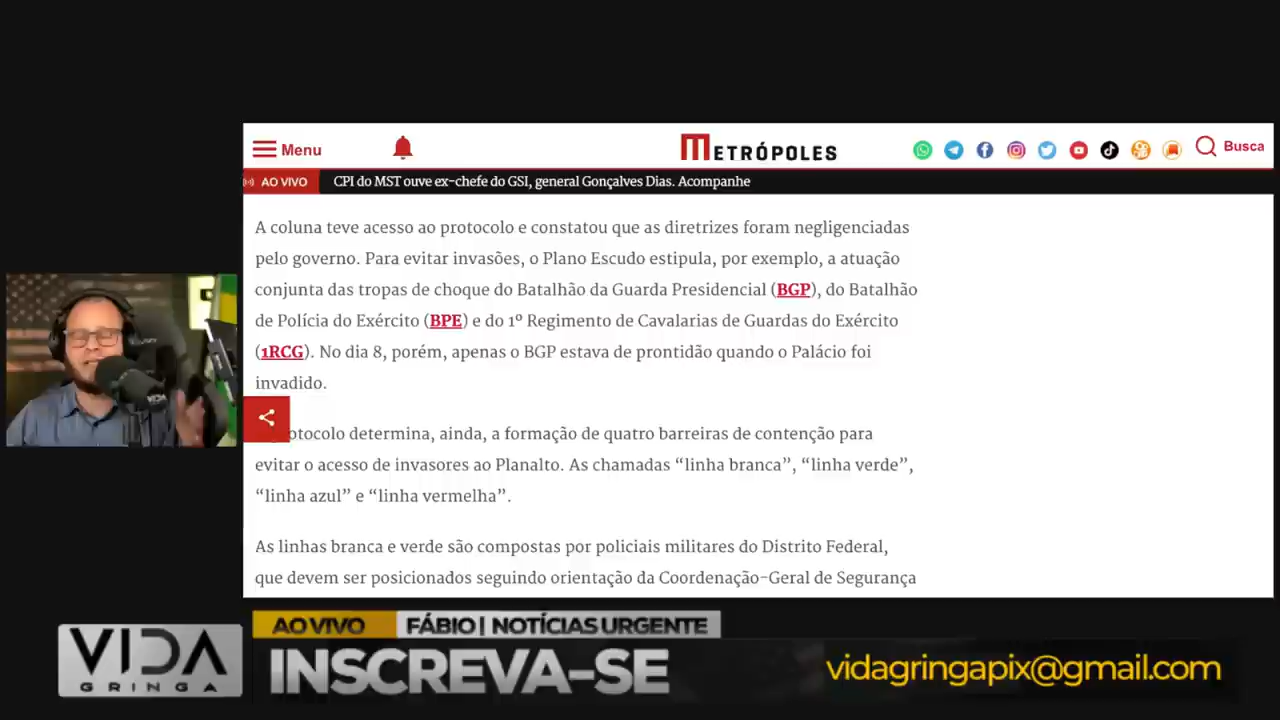 Menu
METRÓPOLES
Busca
AO VIVO
CPI do MST ouve ex-chefe do GSI, general Gonçalves Dias. Acompanhe
A coluna teve acesso ao protocolo e constatou que as diretrizes foram negligenciadas
pelo governo. Para evitar invasões, o Plano Escudo estipula, por exemplo, a atuação
conjunta das tropas de choque do Batalhão da Guarda Presidencial (BGP), do Batalhão
de Polícia do Exército (BPE) e do 1º Regimento de Cavalarias de Guardas do Exército
(1RCG). No dia 8, porém, apenas o BGP estava de prontidão quando o Palácio foi
invadido.
otocolo determina, ainda, a formação de quatro barreiras de contenção para
evitar o acesso de invasores ao Planalto. As chamadas “linha branca”, “linha verde”,
“linha azul” e “linha vermelha”.
As linhas branca e verde são compostas por policiais militares do Distrito Federal,
que devem ser posicionados seguindo orientação da Coordenação-Geral de Segurança
VIDA
GRINGA
AO VIVO
FÁBIO | NOTÍCIAS URGENTE
INSCREVA-SE
vidagringapix@gmail.com